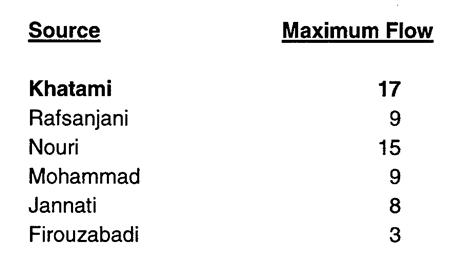 Source Maximum Flow
Khatami 17
Rafsanjani 9
Nouri 15
Mohammad 9
Jannati 8
Firouzabadi 3